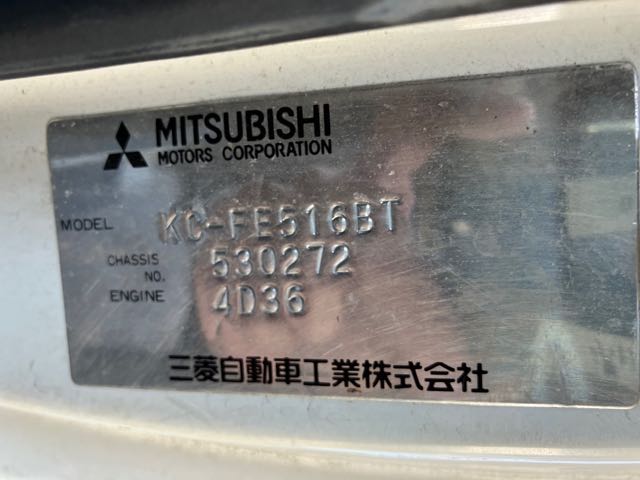 MITSUBISHI
MOTORS CORPORATION
MODEL KC-FE516BT
CHASSIS NO. 530272
ENGINE 4D36
三菱自動車工業株式会社